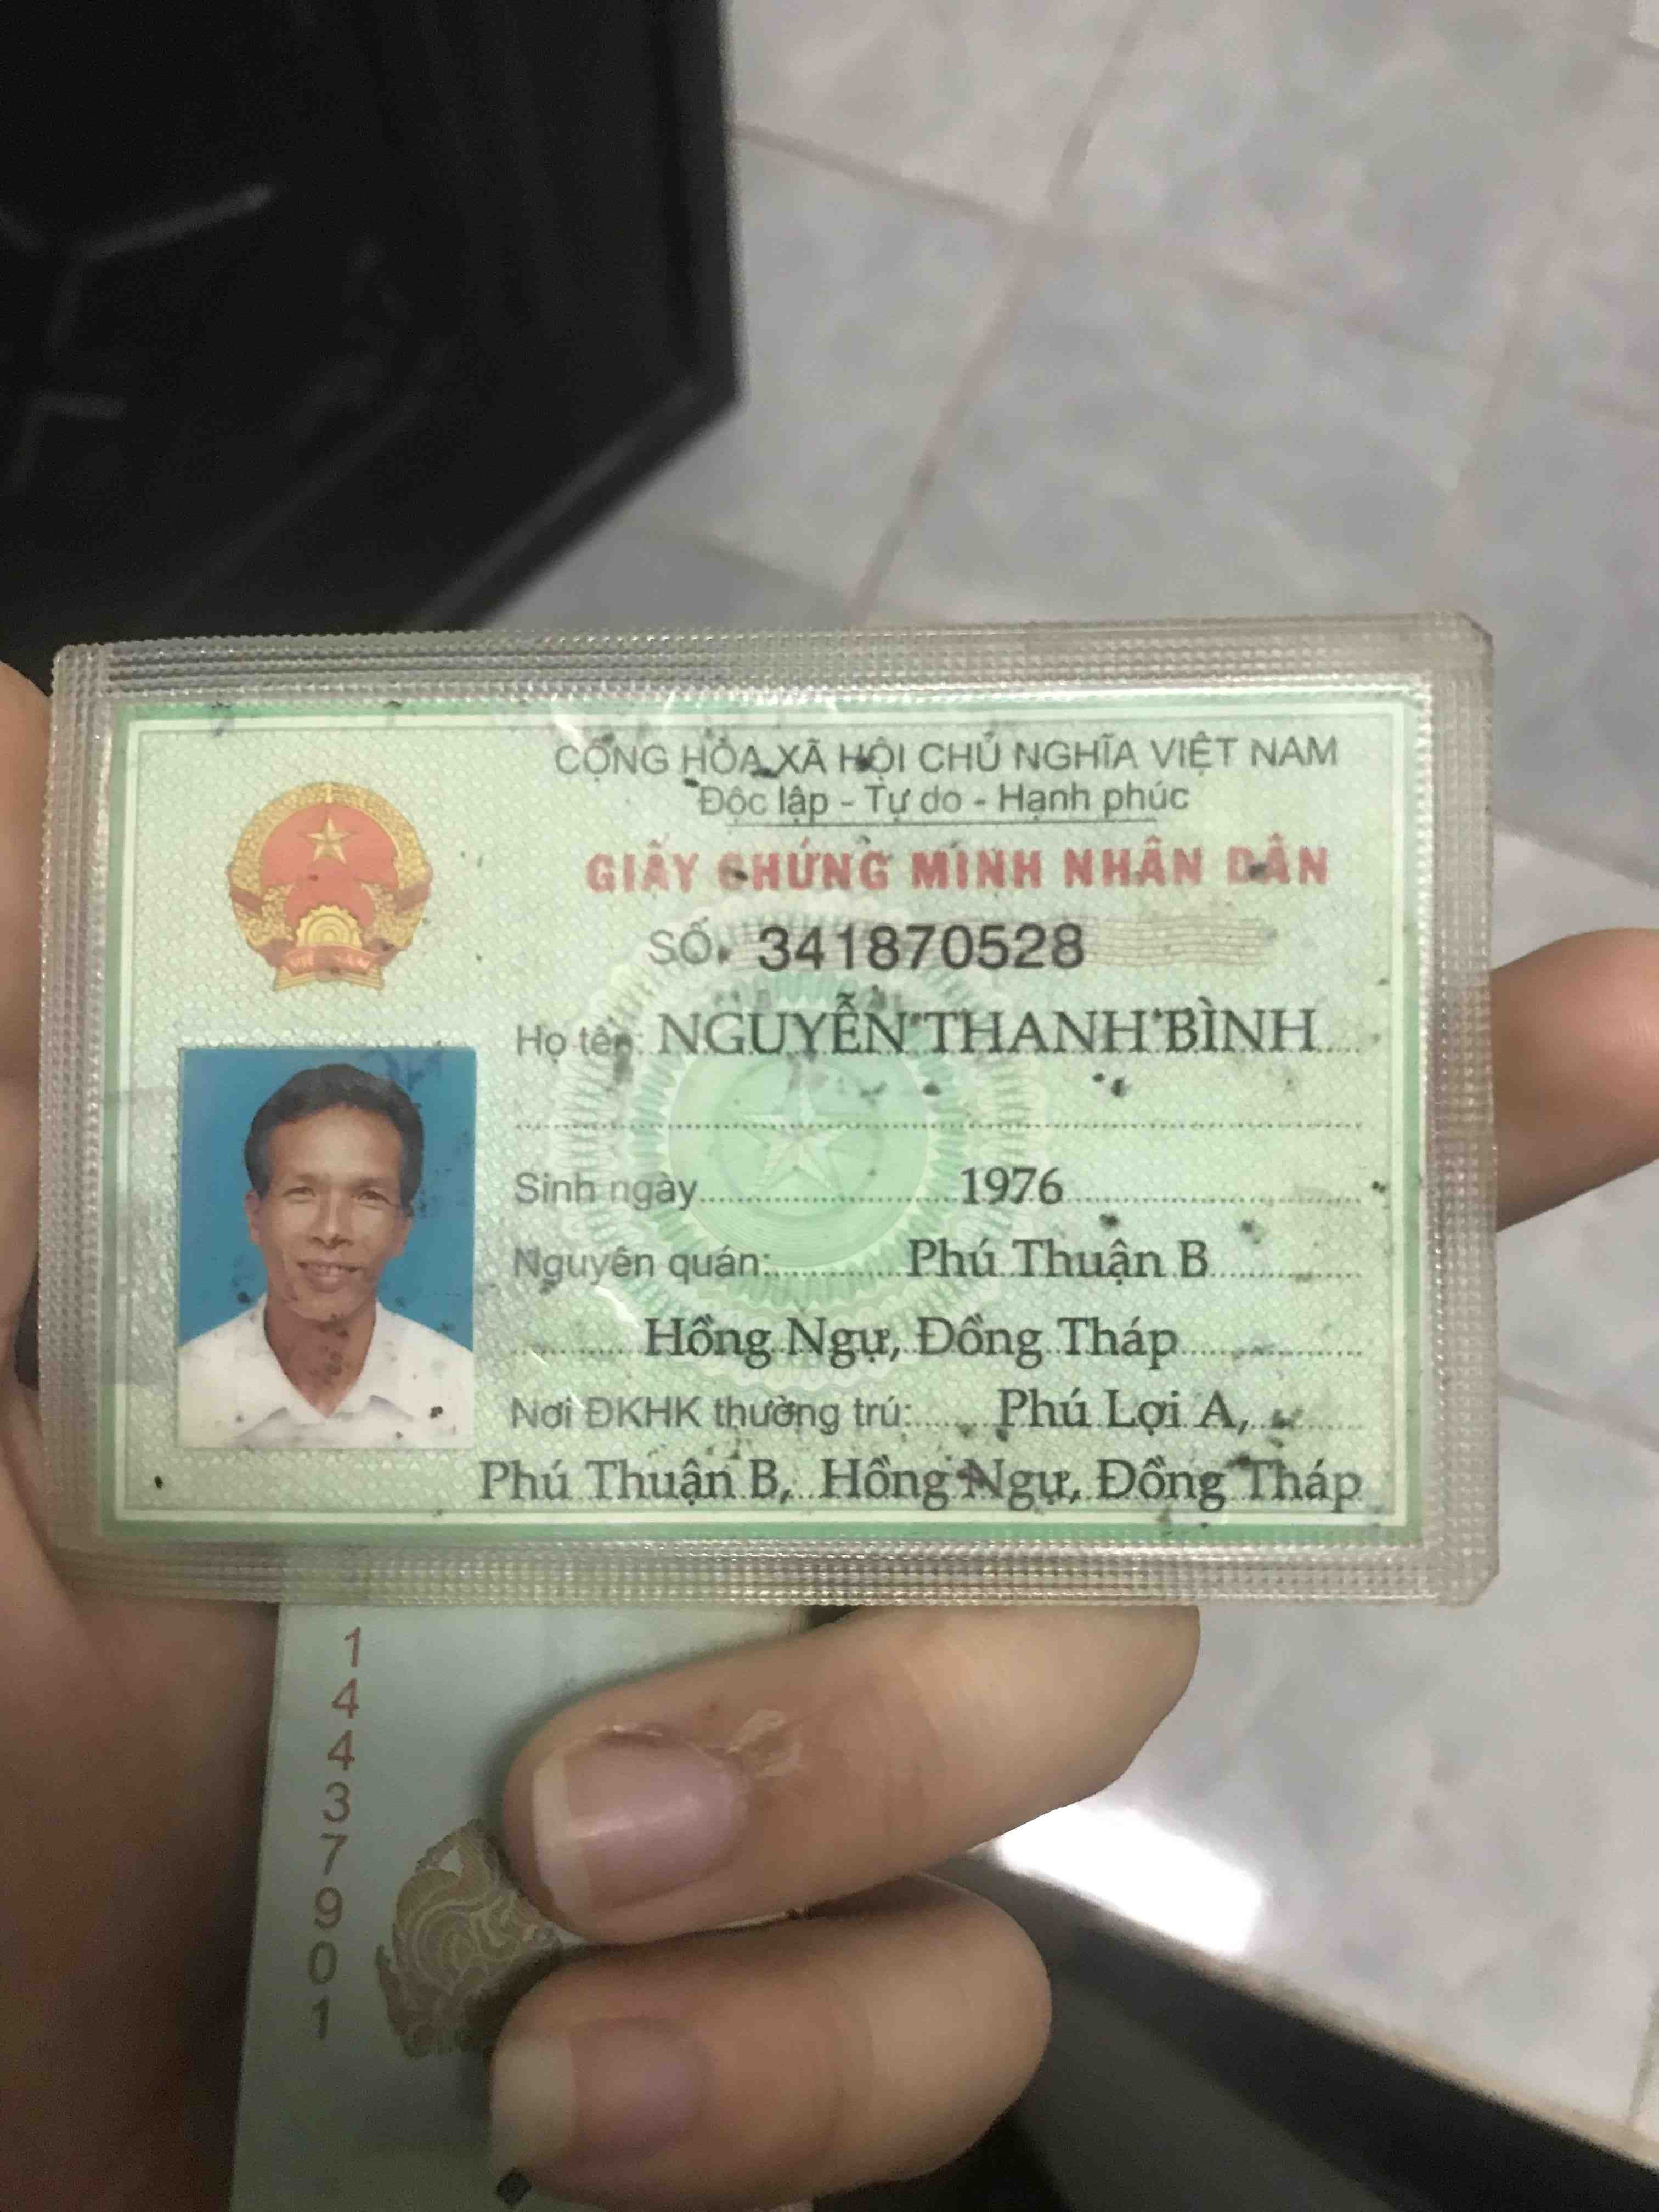 CỘNG HÒA XÃ HỘI CHỦ NGHĨA VIỆT NAM
Độc lập - Tự do - Hạnh phúc
GIẤY CHỨNG MINH NHÂN DÂN
SỐ. 341870528
Họ tên: NGUYỄN THANH BÌNH
Sinh ngày 1976
Nguyên quán: Phú Thuận B
Hồng Ngự, Đồng Tháp
Nơi ĐKHK thường trú: Phú Lợi A,
Phú Thuận B, Hồng Ngự, Đồng Tháp
14437901